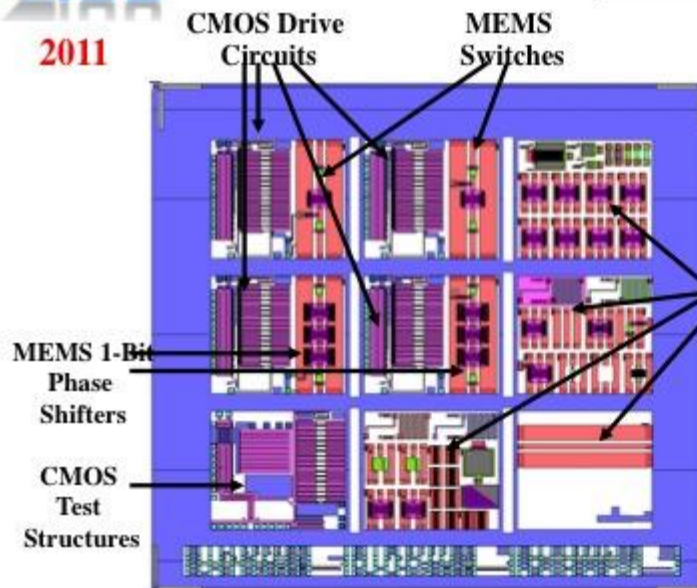 2011
CMOS Drive
Circuits
MEMS
Switches
MEMS 1-Bit
Phase
Shifters
CMOS
Test
Structures